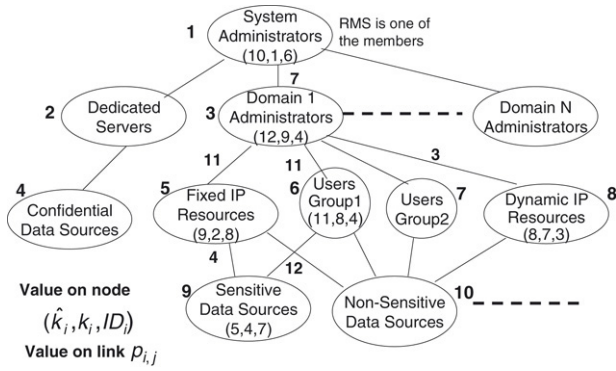 1
System
Administrators
(10,1,6)
RMS is one of
the members
2
Dedicated
Servers
7
3
Domain 1
Administrators
(12,9,4)
Domain N
Administrators
11
11
3
4
Confidential
Data Sources
5
Fixed IP
Resources
(9,2,8)
6
Users
Group1
(11,8,4)
7
Users
Group2
8
Dynamic IP
Resources
(8,7,3)
4
12
9
Sensitive
Data Sources
(5,4,7)
10
Non-Sensitive
Data Sources
Value on node
(k̂i, ki, IDi)
Value on link pi,j